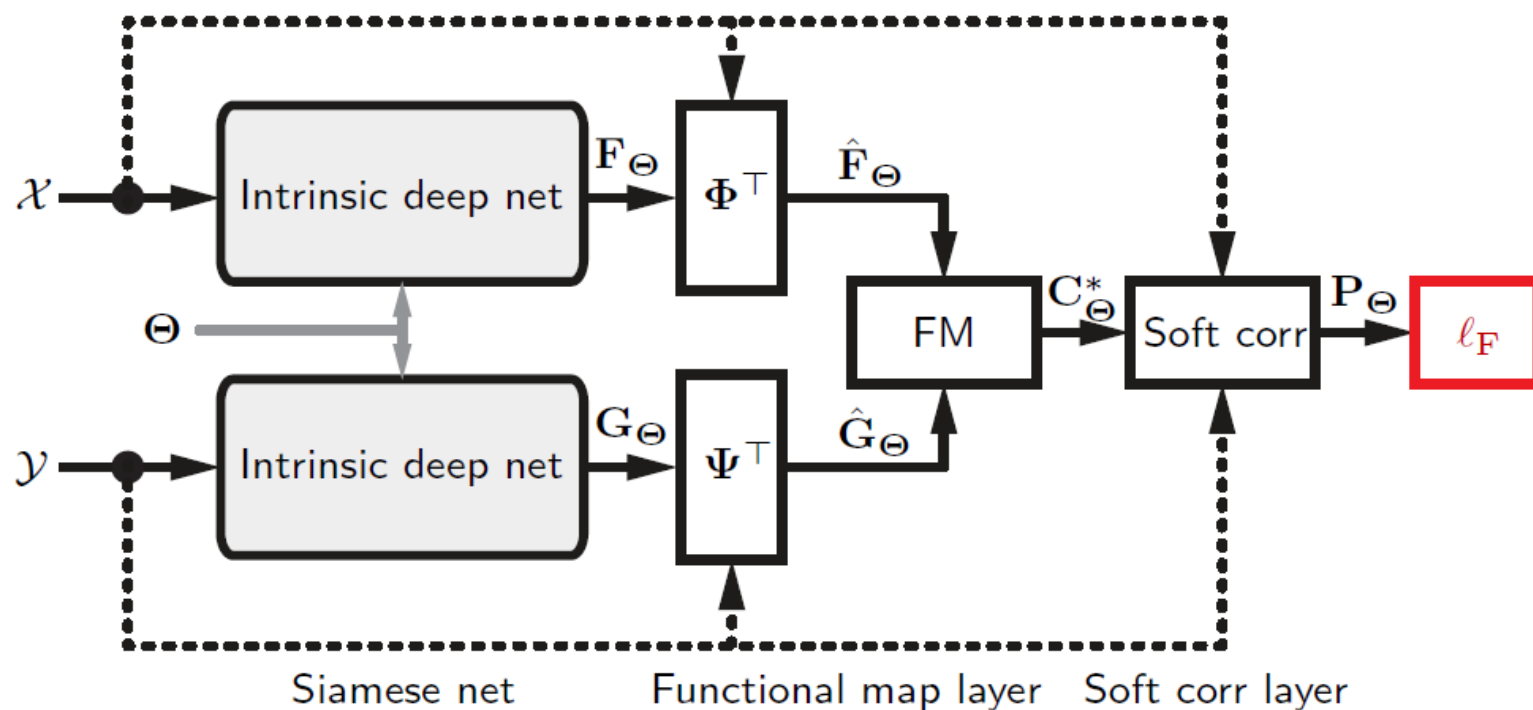 𝒳
Intrinsic deep net
F_Θ
Φ^⊤
F̂_Θ
Θ
FM
C*_Θ
Soft corr
P_Θ
ℓ_F
𝒴
Intrinsic deep net
G_Θ
Ψ^⊤
Ĝ_Θ
Siamese net
Functional map layer
Soft corr layer